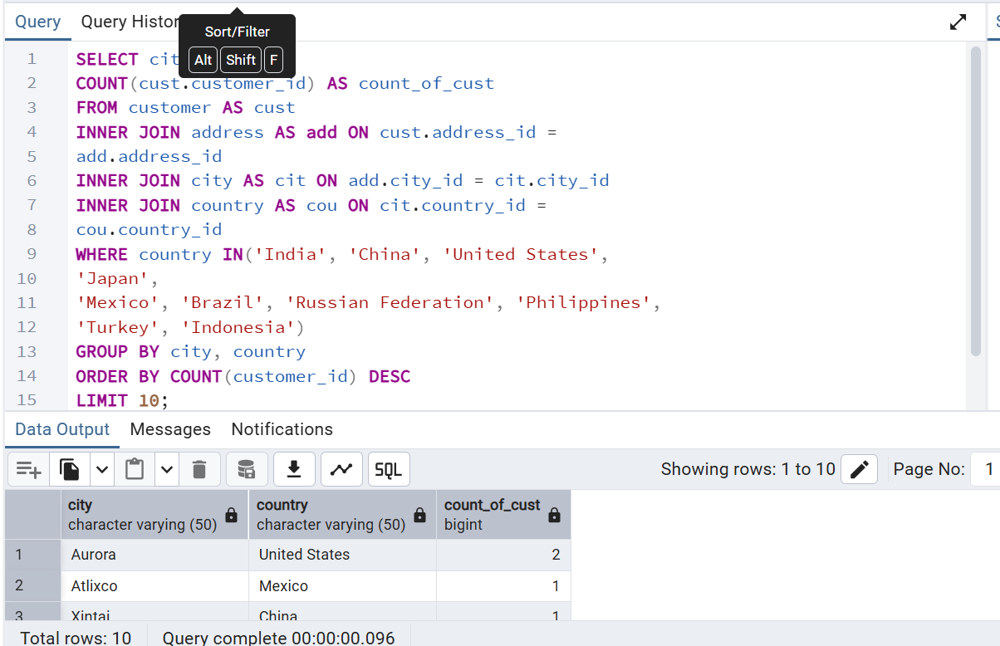 Query Query Histor
Sort/Filter
Alt Shift F
1 SELECT cit
2 COUNT(cust.customer_id) AS count_of_cust
3 FROM customer AS cust
4 INNER JOIN address AS add ON cust.address_id =
5 add.address_id
6 INNER JOIN city AS cit ON add.city_id = cit.city_id
7 INNER JOIN country AS cou ON cit.country_id =
8 cou.country_id
9 WHERE country IN('India', 'China', 'United States',
10 'Japan',
11 'Mexico', 'Brazil', 'Russian Federation', 'Philippines',
12 'Turkey', 'Indonesia')
13 GROUP BY city, country
14 ORDER BY COUNT(customer_id) DESC
15 LIMIT 10;
Data Output Messages Notifications
SQL Showing rows: 1 to 10 Page No: 1
city country count_of_cust
character varying (50) character varying (50) bigint
1 Aurora United States 2
2 Atlixco Mexico 1
3 Xintai China 1
Total rows: 10 Query complete 00:00:00.096